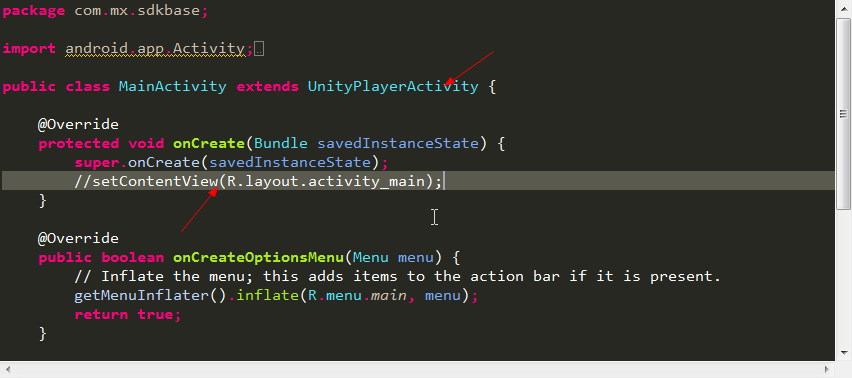 package com.mx.sdkbase;
import android.app.Activity;
public class MainActivity extends UnityPlayerActivity {
@Override
protected void onCreate(Bundle savedInstanceState) {
super.onCreate(savedInstanceState);
//setContentView(R.layout.activity_main);
}
@Override
public boolean onCreateOptionsMenu(Menu menu) {
// Inflate the menu; this adds items to the action bar if it is present.
getMenuInflater().inflate(R.menu.main, menu);
return true;
}